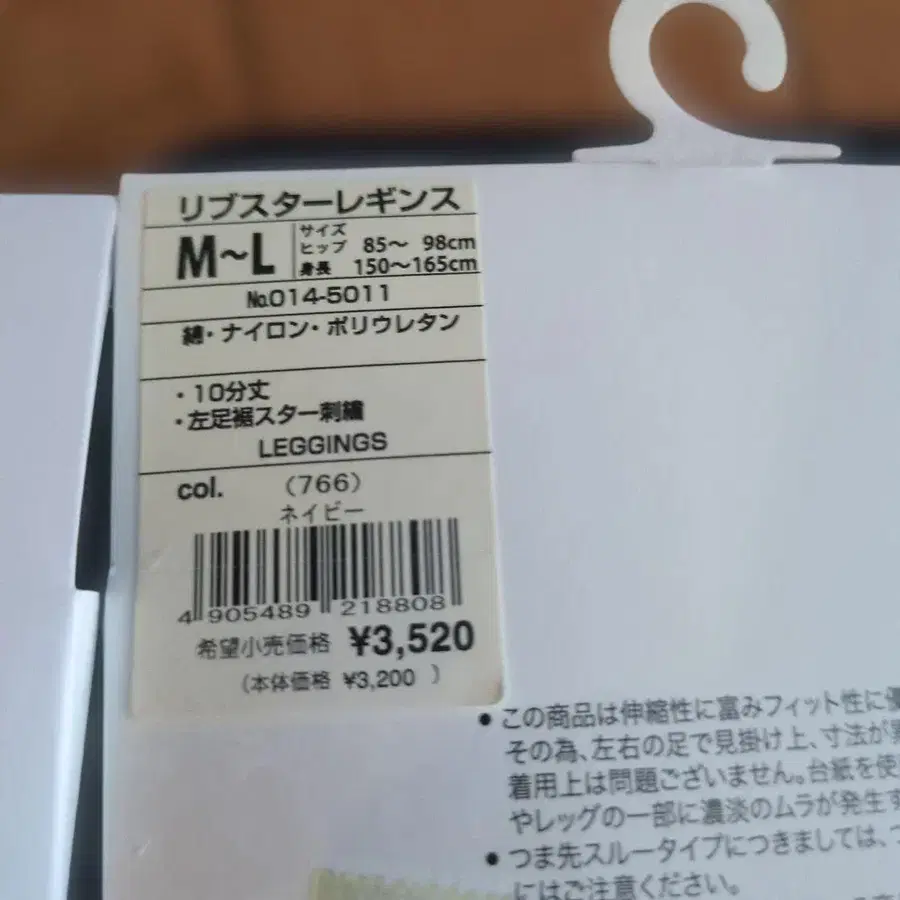 リブスターレギンス
M~L
サイズ
ヒップ 85~ 98cm
身長 150~165cm
№014-5011
綿・ナイロン・ポリウレタン
・10分丈
・左足裾スター刺繍
LEGGINGS
col. (766)
ネイビー
4 905489 218808
希望小売価格 ¥3,520
(本体価格 ¥3,200 )
●この商品は伸縮性に富みフィット性に優
その為、左右の足で見掛け上、寸法が異
着用上は問題ございません。台紙を使
やレッグの一部に濃淡のムラが発生す
●つま先スルータイプにつきましては、つ
にはご注意ください。